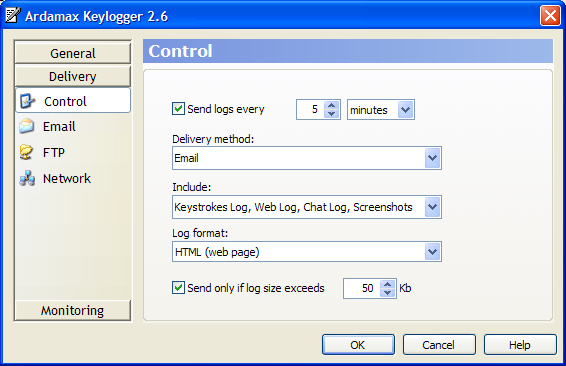 Ardamax Keylogger 2.6
General
Delivery
Control
Email
FTP
Network
Monitoring
Control
Send logs every 5 minutes
Delivery method:
Email
Include:
Keystrokes Log, Web Log, Chat Log, Screenshots
Log format:
HTML (web page)
Send only if log size exceeds 50 Kb
OK Cancel Help